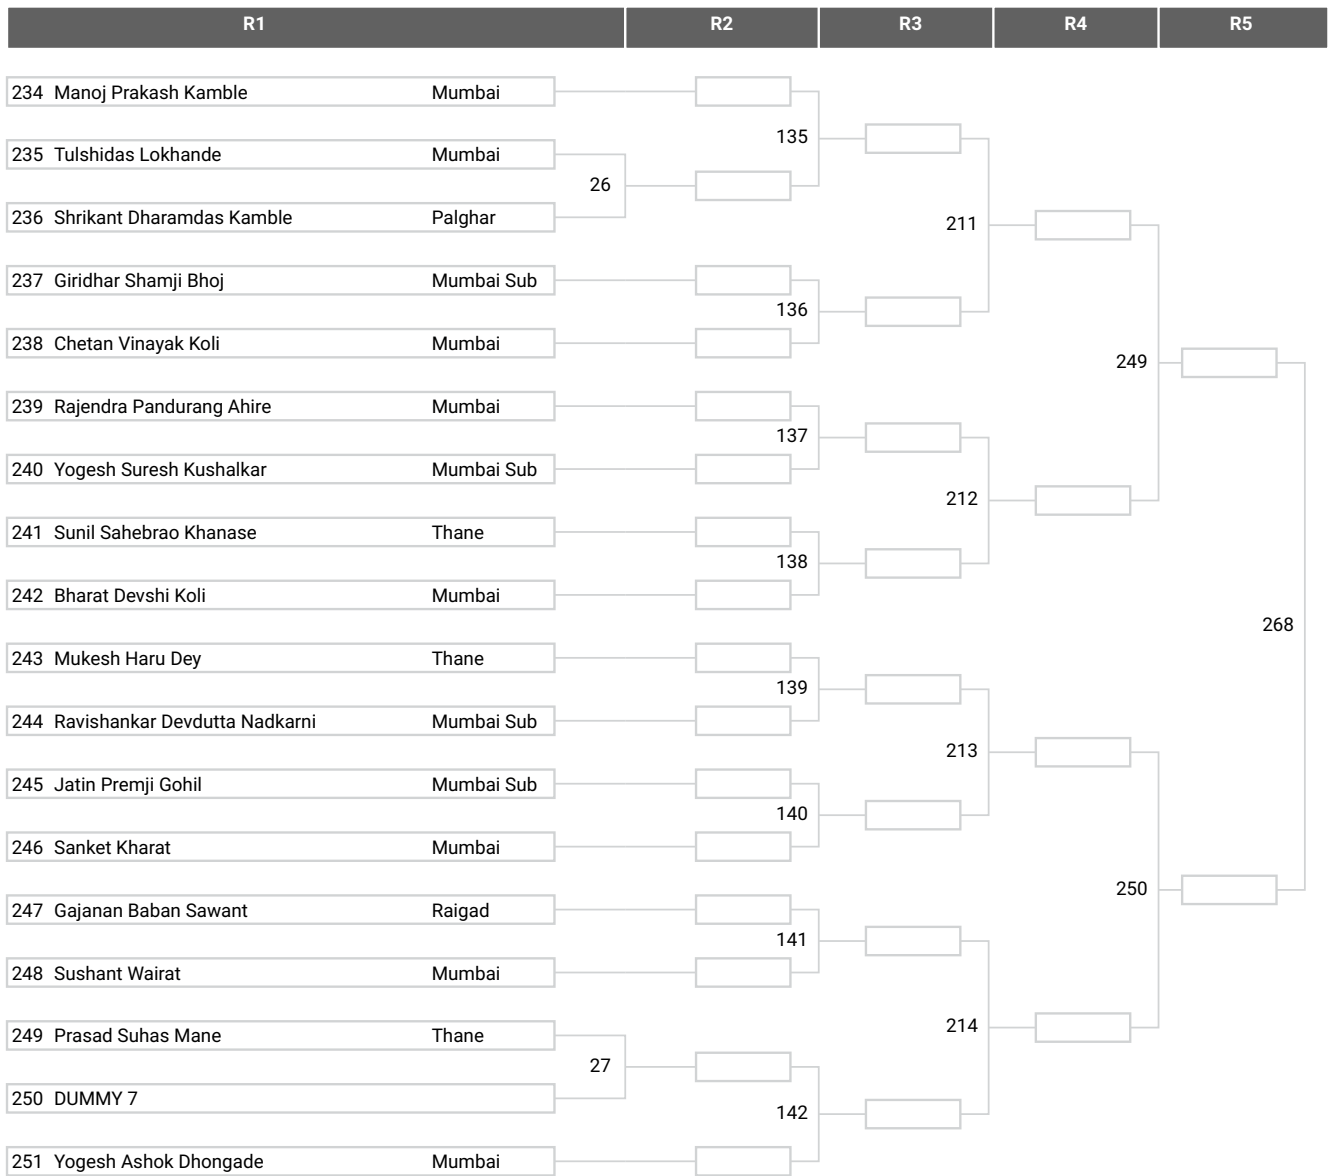 R1 R2 R3 R4 R5
234 Manoj Prakash Kamble Mumbai
135
235 Tulshidas Lokhande Mumbai
26
236 Shrikant Dharamdas Kamble Palghar
211
237 Giridhar Shamji Bhoj Mumbai Sub
136
238 Chetan Vinayak Koli Mumbai
249
239 Rajendra Pandurang Ahire Mumbai
137
240 Yogesh Suresh Kushalkar Mumbai Sub
212
241 Sunil Sahebrao Khanase Thane
138
242 Bharat Devshi Koli Mumbai
268
243 Mukesh Haru Dey Thane
139
244 Ravishankar Devdutta Nadkarni Mumbai Sub
213
245 Jatin Premji Gohil Mumbai Sub
140
246 Sanket Kharat Mumbai
250
247 Gajanan Baban Sawant Raigad
141
248 Sushant Wairat Mumbai
214
249 Prasad Suhas Mane Thane
27
250 DUMMY 7
142
251 Yogesh Ashok Dhongade Mumbai